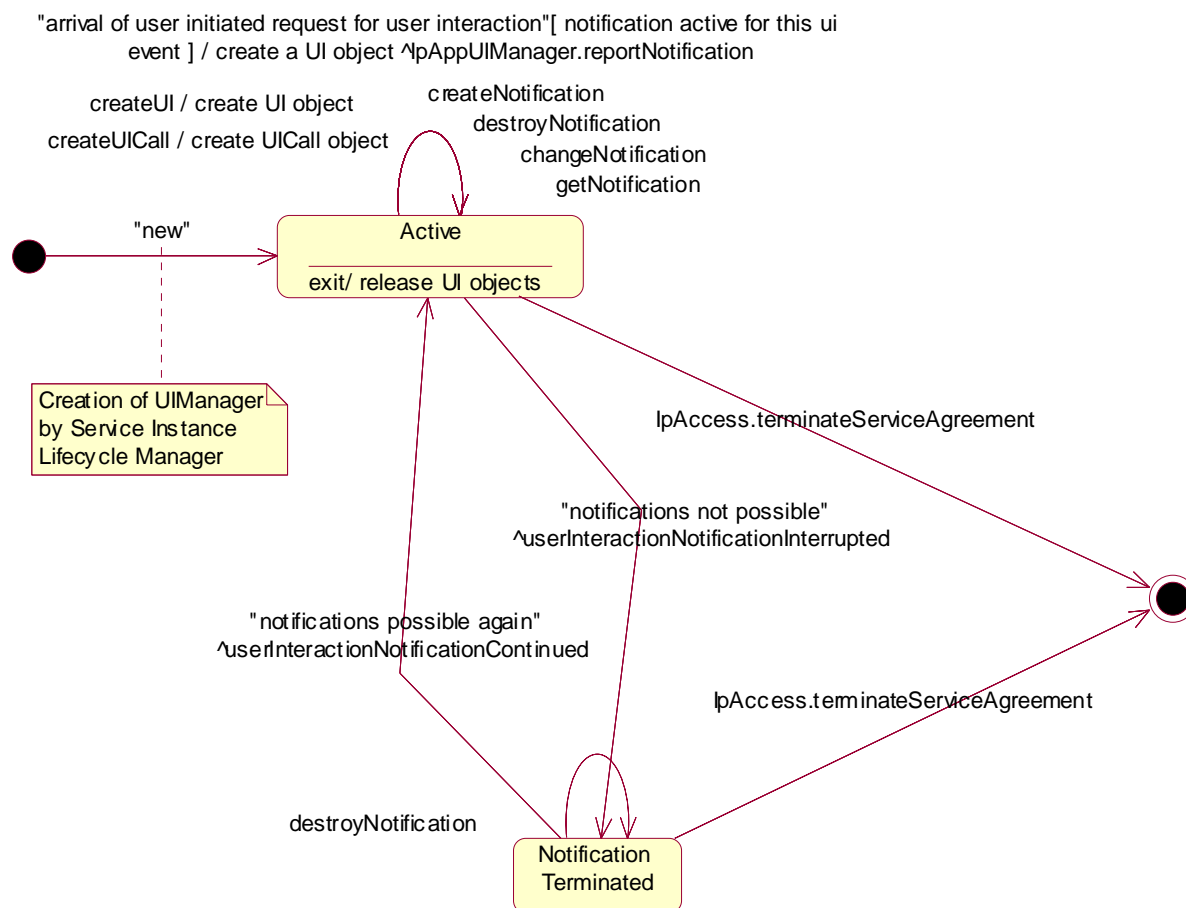 "arrival of user initiated request for user interaction"[ notification active for this ui
event ] / create a UI object ^IpAppUIManager.reportNotification
createUI / create UI object
createUICall / create UICall object
createNotification
destroyNotification
changeNotification
getNotification
"new"
Active
exit/ release UI objects
Creation of UIManager
by Service Instance
Lifecycle Manager
IpAccess.terminateServiceAgreement
"notifications not possible"
^userInteractionNotificationInterrupted
"notifications possible again"
^userInteractionNotificationContinued
IpAccess.terminateServiceAgreement
destroyNotification
Notification
Terminated